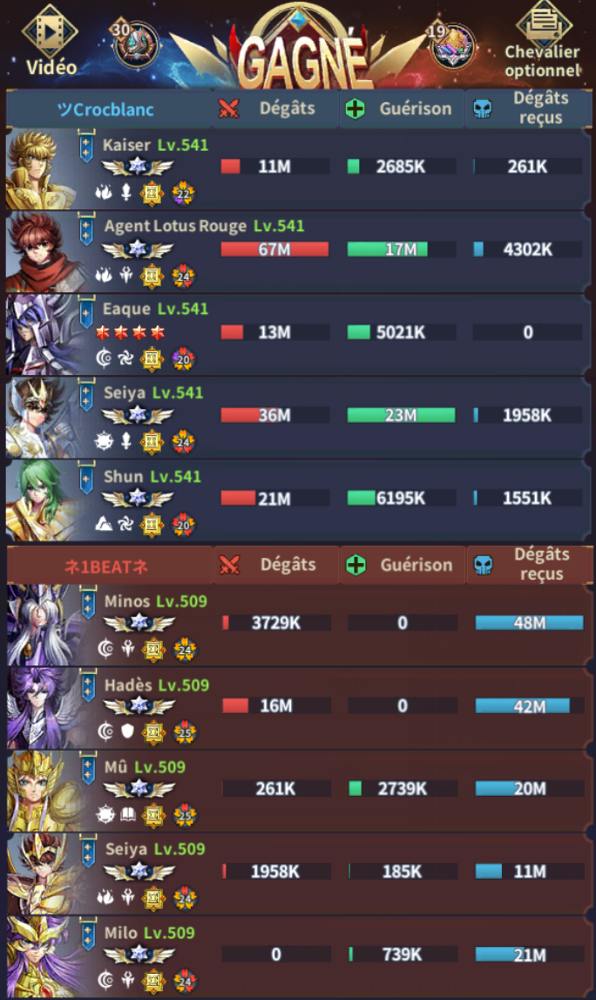 30
GAGNÉ
19
Vidéo
Chevalier
optionnel
ツCrocblanc
Dégâts
Guérison
Dégâts
reçus
Kaiser Lv.541
11M
2685K
261K
22
Agent Lotus Rouge Lv.541
67M
17M
4302K
24
Eaque Lv.541
13M
5021K
0
20
Seiya Lv.541
36M
23M
1958K
24
Shun Lv.541
21M
6195K
1551K
20
ネ1BEATネ
Dégâts
Guérison
Dégâts
reçus
Minos Lv.509
3729K
0
48M
24
Hadès Lv.509
16M
0
42M
25
Mû Lv.509
261K
2739K
20M
25
Seiya Lv.509
1958K
185K
11M
24
Milo Lv.509
0
739K
21M
24